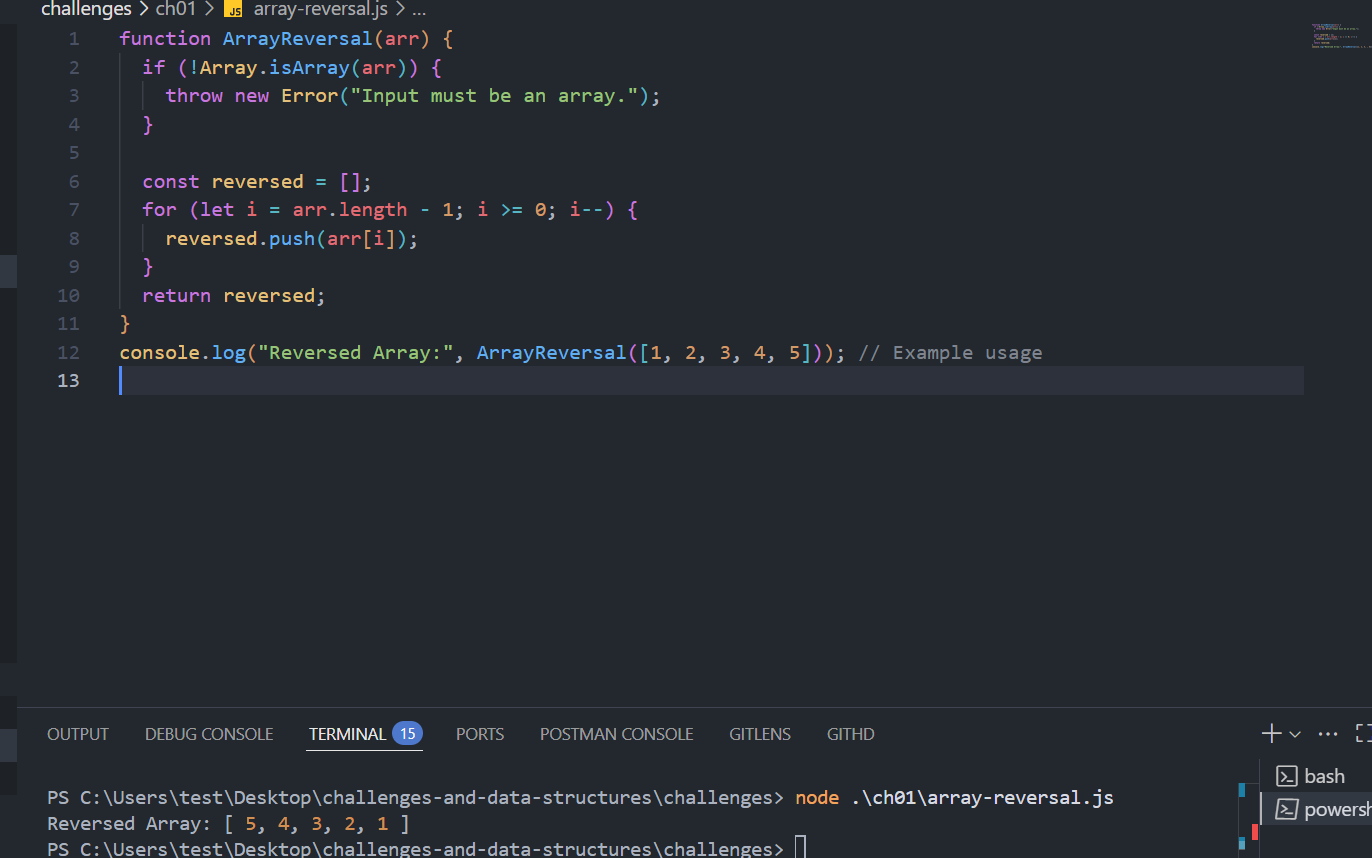 challenges > ch01 > JS array-reversal.js > ...
1 function ArrayReversal(arr) {
2   if (!Array.isArray(arr)) {
3     throw new Error("Input must be an array.");
4   }
5
6   const reversed = [];
7   for (let i = arr.length - 1; i >= 0; i--) {
8     reversed.push(arr[i]);
9   }
10   return reversed;
11 }
12 console.log("Reversed Array:", ArrayReversal([1, 2, 3, 4, 5])); // Example usage
13
OUTPUT DEBUG CONSOLE TERMINAL 15 PORTS POSTMAN CONSOLE GITLENS GITHD
PS C:\Users\test\Desktop\challenges-and-data-structures\challenges> node .\ch01\array-reversal.js
Reversed Array: [ 5, 4, 3, 2, 1 ]
PS C:\Users\test\Desktop\challenges-and-data-structures\challenges>
bash
powersh